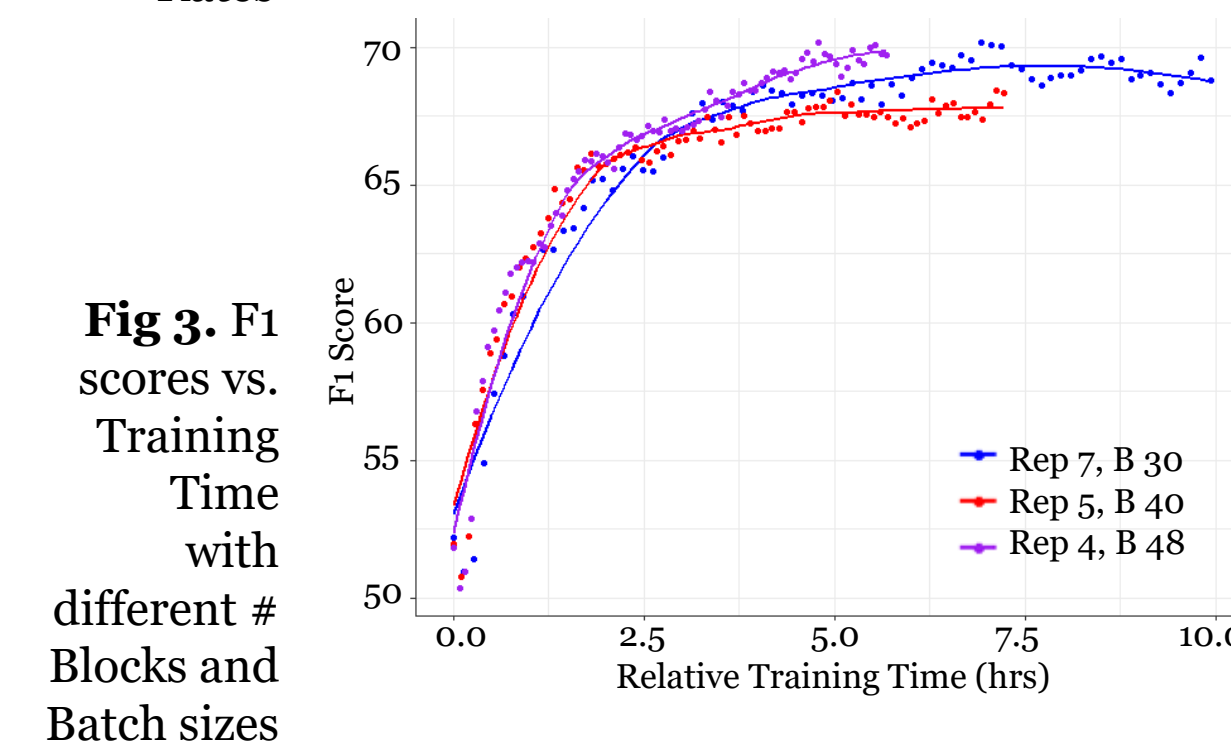 Fig 3. F1
scores vs.
Training
Time
with
different #
Blocks and
Batch sizes
F1 Score
70
65
60
55
50
Rep 7, B 30
Rep 5, B 40
Rep 4, B 48
0.0 2.5 5.0 7.5 10.0
Relative Training Time (hrs)